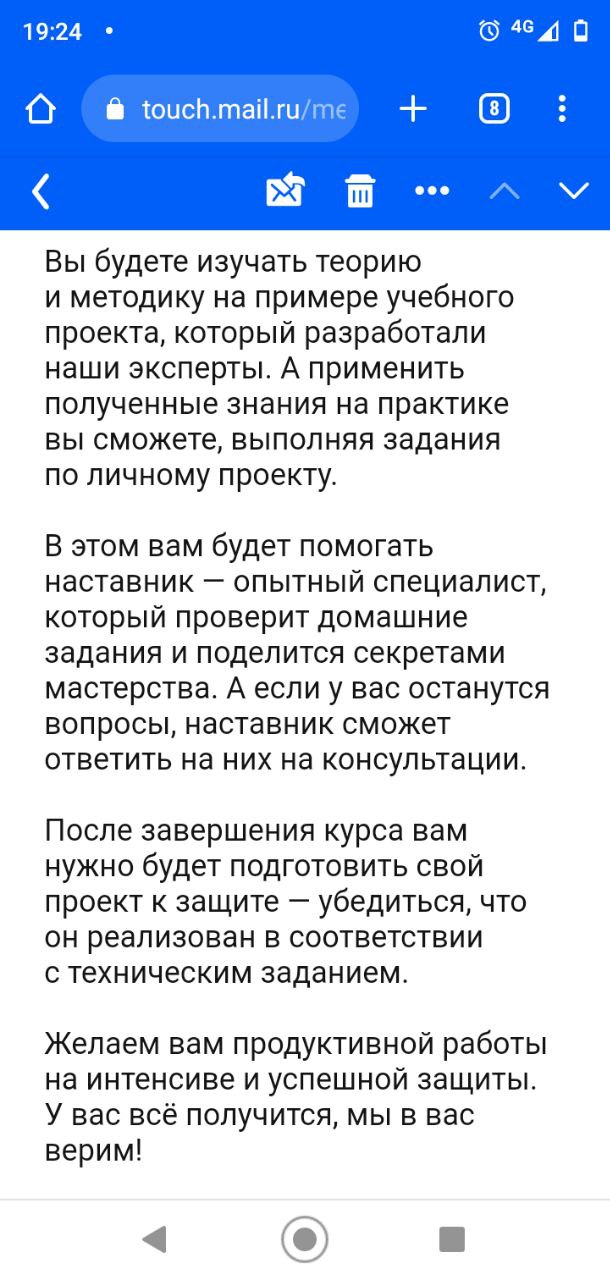 19:24
4G
touch.mail.ru/me
8
Вы будете изучать теорию
и методику на примере учебного
проекта, который разработали
наши эксперты. А применить
полученные знания на практике
вы сможете, выполняя задания
по личному проекту.
В этом вам будет помогать
наставник — опытный специалист,
который проверит домашние
задания и поделится секретами
мастерства. А если у вас останутся
вопросы, наставник сможет
ответить на них на консультации.
После завершения курса вам
нужно будет подготовить свой
проект к защите — убедиться, что
он реализован в соответствии
с техническим заданием.
Желаем вам продуктивной работы
на интенсиве и успешной защиты.
У вас всё получится, мы в вас
верим!